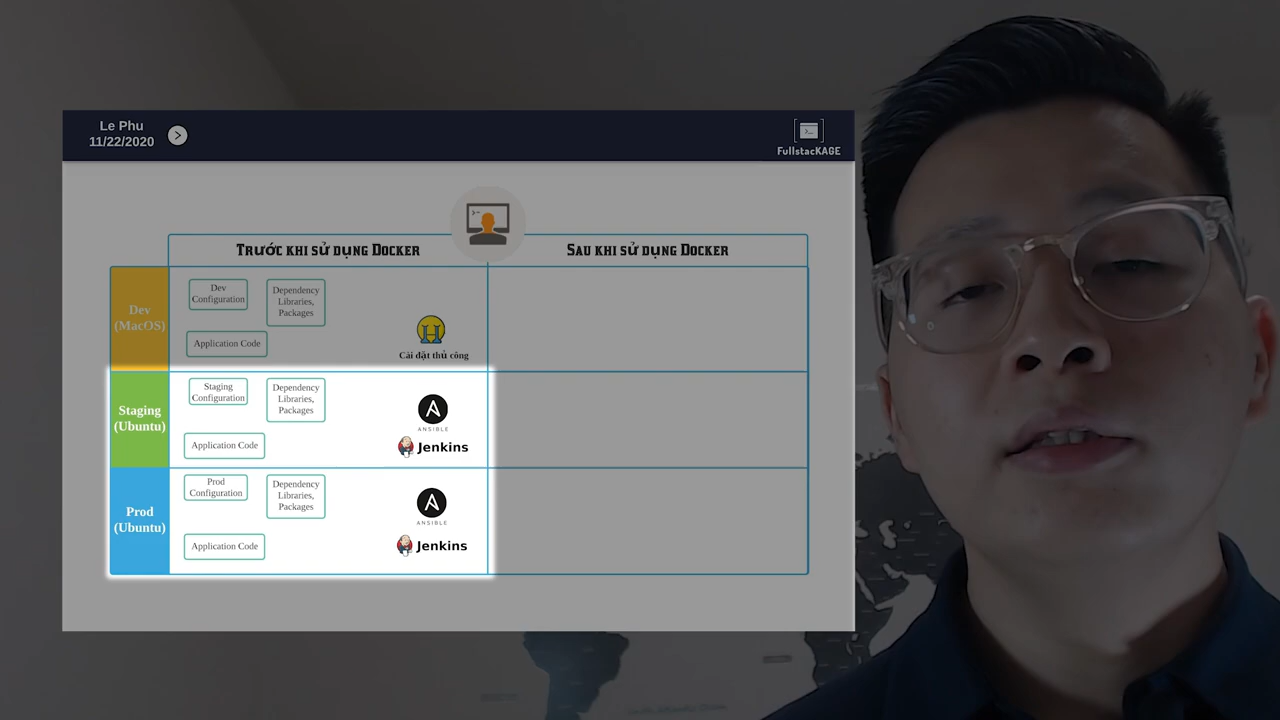 Le Phu
11/22/2020
FullstacKAGE
Trước khi sử dụng Docker
Sau khi sử dụng Docker
Dev
(MacOS)
Dev
Configuration
Dependency
Libraries,
Packages
Application Code
Cài đặt thủ công
Staging
(Ubuntu)
Staging
Configuration
Dependency
Libraries,
Packages
Application Code
ANSIBLE
Jenkins
Prod
(Ubuntu)
Prod
Configuration
Dependency
Libraries,
Packages
Application Code
ANSIBLE
Jenkins